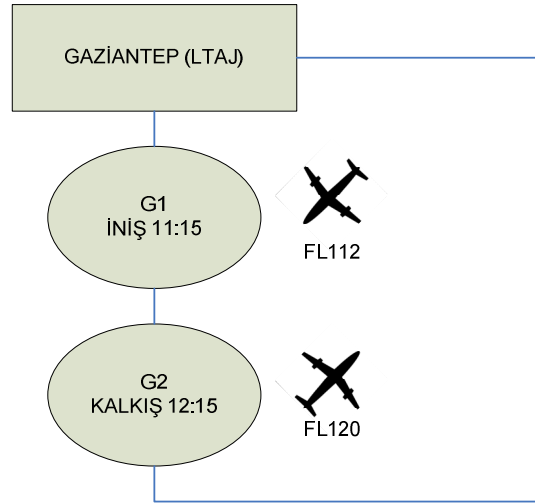 GAZİANTEP (LTAJ)
G1
İNİŞ 11:15
FL112
G2
KALKIŞ 12:15
FL120